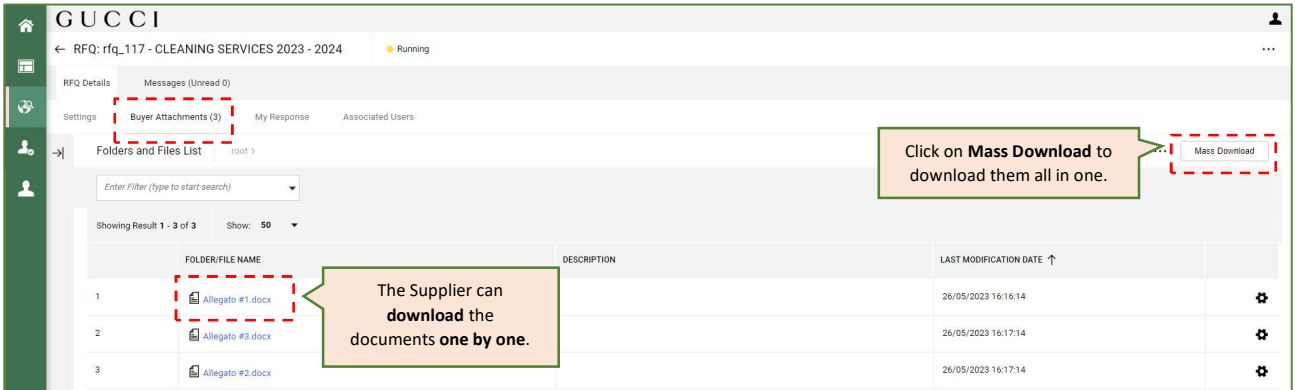 GUCCI
← RFQ: rfq_117 - CLEANING SERVICES 2023 - 2024 Running ...
RFQ Details Messages (Unread 0)
Settings Buyer Attachments (3) My Response Associated Users
Folders and Files List root >
Click on Mass Download to
download them all in one.
... Mass Download
Enter Filter (type to start search)
Showing Result 1 - 3 of 3 Show: 50
FOLDER/FILE NAME DESCRIPTION LAST MODIFICATION DATE ↑
1 Allegato #1.docx 26/05/2023 16:16:14
The Supplier can
download the
documents one by one.
2 Allegato #3.docx 26/05/2023 16:17:14
3 Allegato #2.docx 26/05/2023 16:17:14